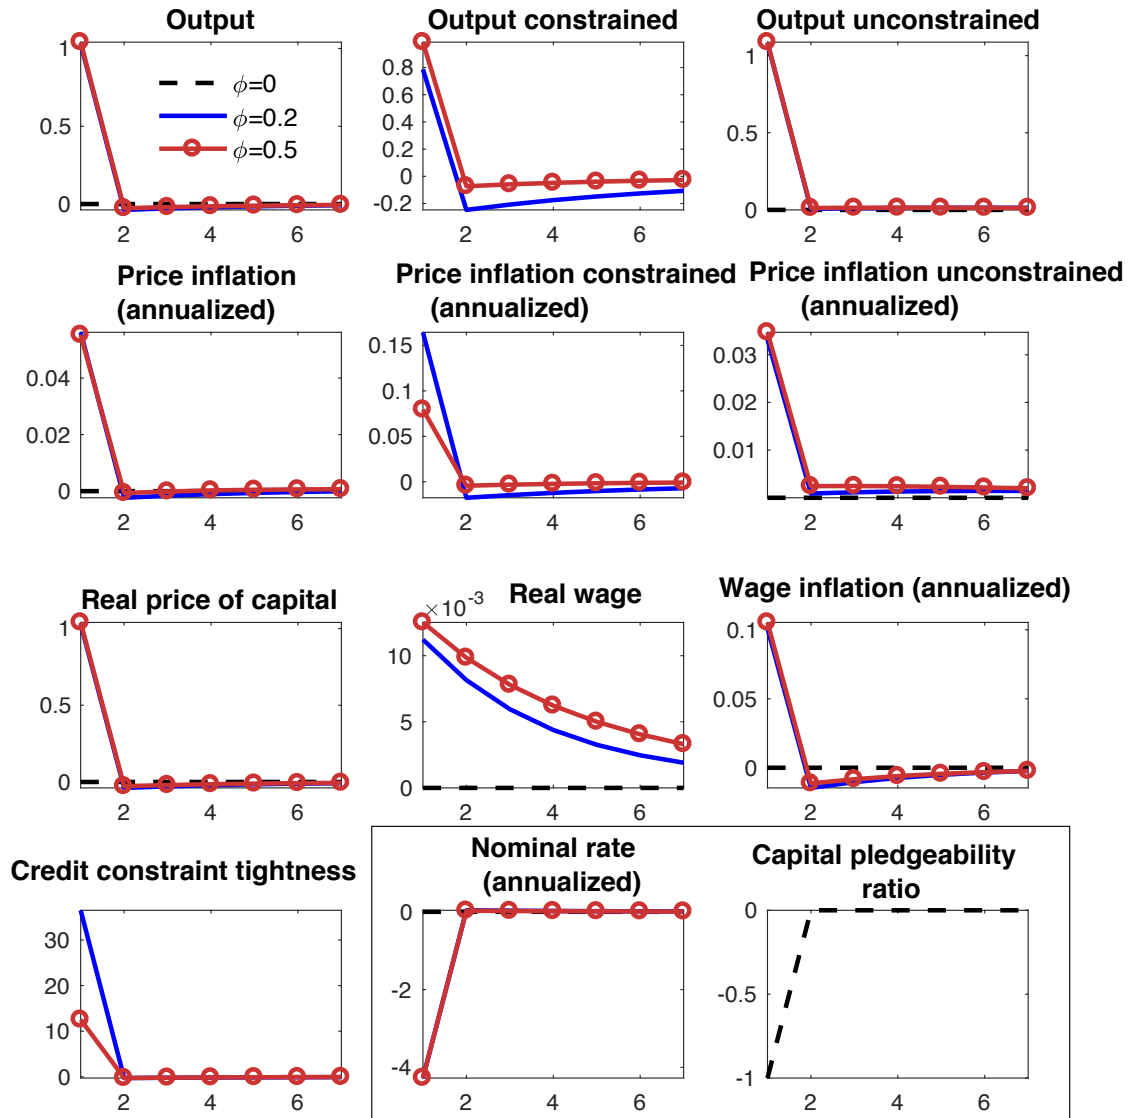 Output
1
0.5
0
2 4 6
ϕ=0
ϕ=0.2
ϕ=0.5
Output constrained
0.8
0.6
0.4
0.2
0
-0.2
2 4 6
Output unconstrained
1
0.5
0
2 4 6
Price inflation
(annualized)
0.04
0.02
0
2 4 6
Price inflation constrained
(annualized)
0.15
0.1
0.05
0
2 4 6
Price inflation unconstrained
(annualized)
0.03
0.02
0.01
2 4 6
Real price of capital
1
0.5
0
2 4 6
Real wage
×10⁻³
10
5
0
2 4 6
Wage inflation (annualized)
0.1
0.05
0
2 4 6
Credit constraint tightness
30
20
10
0
2 4 6
Nominal rate
(annualized)
0
-2
-4
2 4 6
Capital pledgeability
ratio
0
-0.5
-1
2 4 6